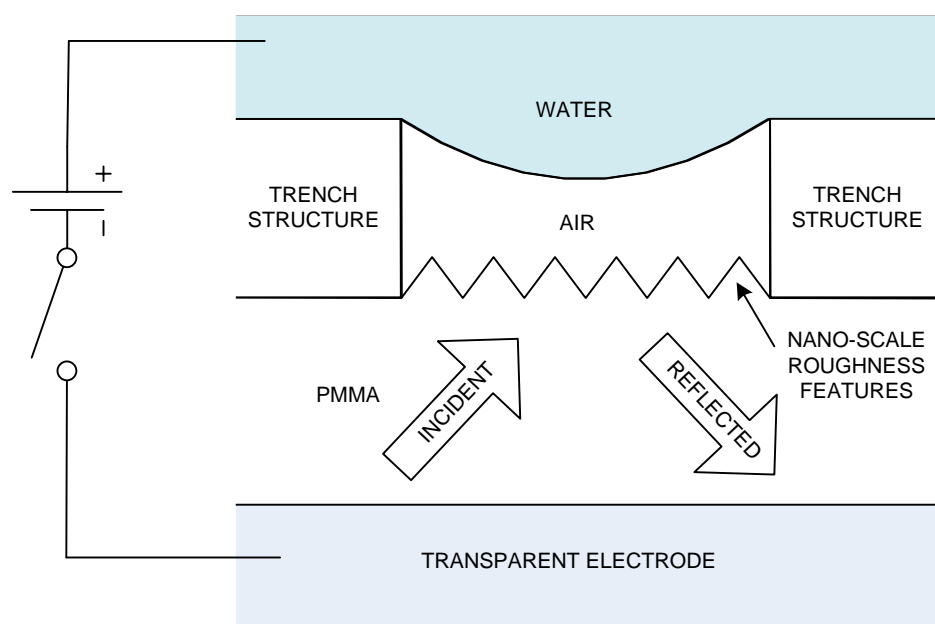 WATER
+
−
TRENCH
STRUCTURE
AIR
TRENCH
STRUCTURE
NANO-SCALE
ROUGHNESS
FEATURES
PMMA
INCIDENT
REFLECTED
TRANSPARENT ELECTRODE